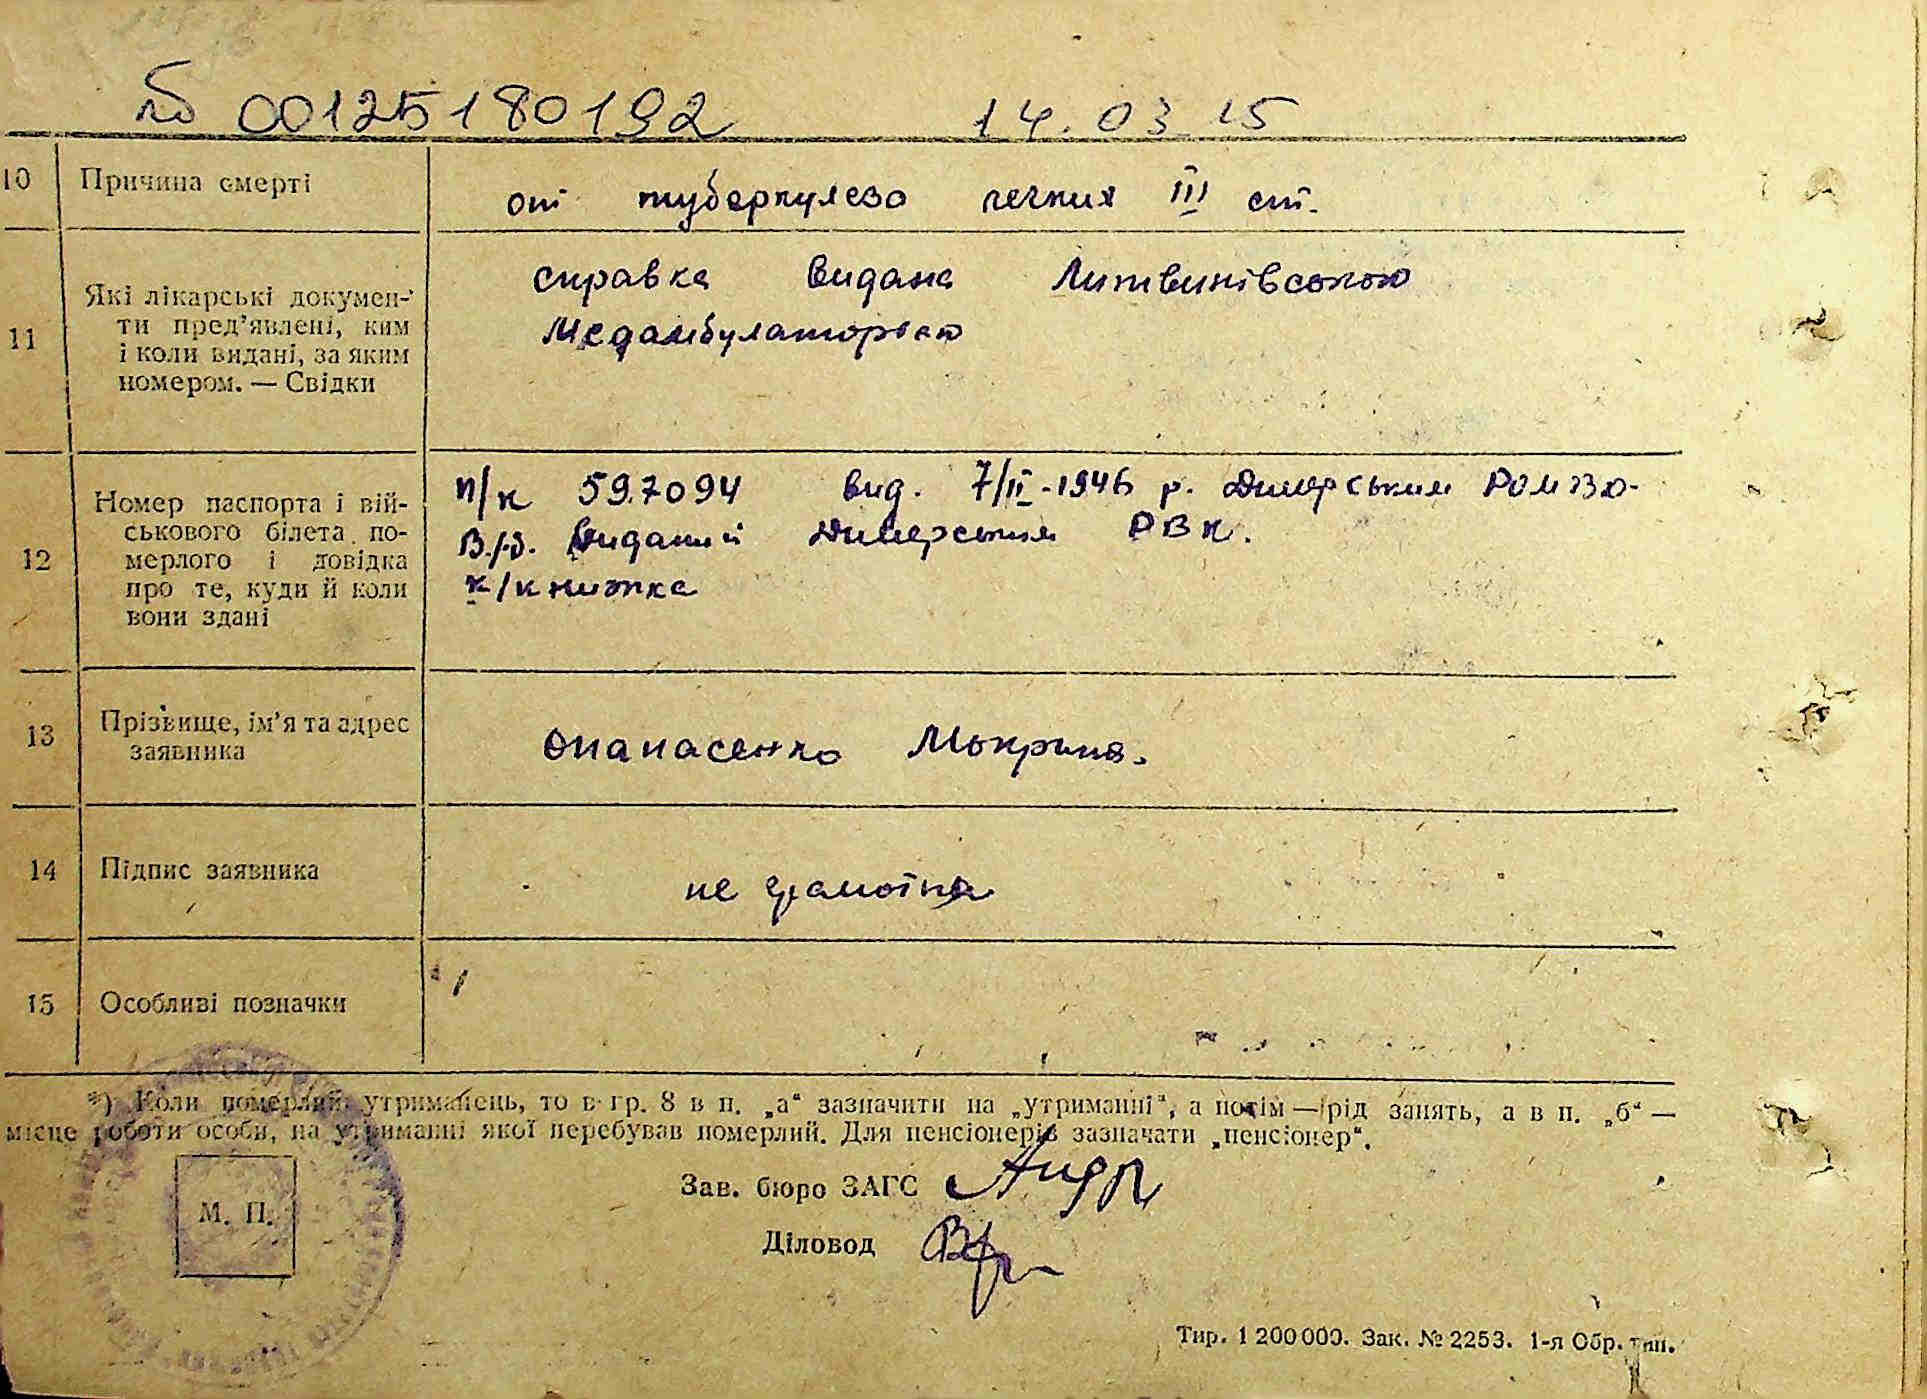 № 00125180192 14.03.15
10 Причина смерті
от туберкулеза легких III ст.
11 Які лікарські докумен-
ти пред’явлені, ким
і коли видані, за яким
номером. — Свідки
справка видана Литвинівською
Медамбулаторією
12 Номер паспорта і вій-
ськового білета по-
мерлого і довідка
про те, куди й коли
вони здані
п/к 597094 вид. 7/II-1946 р. Димерським РОМВД-
В./б. Виданий Димерським РВК.
к/книжка
13 Прізвище, ім’я та адрес
заявника
Опанасенко Мокрина.
14 Підпис заявника
не грамотна
15 Особливі позначки
*) Коли померлий утриманець, то в гр. 8 в п. „а“ зазначити на „утриманні“, а потім — рід занять, а в п. „б“ —
місце роботи особи, на утриманні якої перебував померлий. Для пенсіонерів зазначати „пенсіонер“.
Зав. бюро ЗАГС
М. П.
Діловод
Тир. 1 200 000. Зак. № 2253. 1-я Обр. тип.